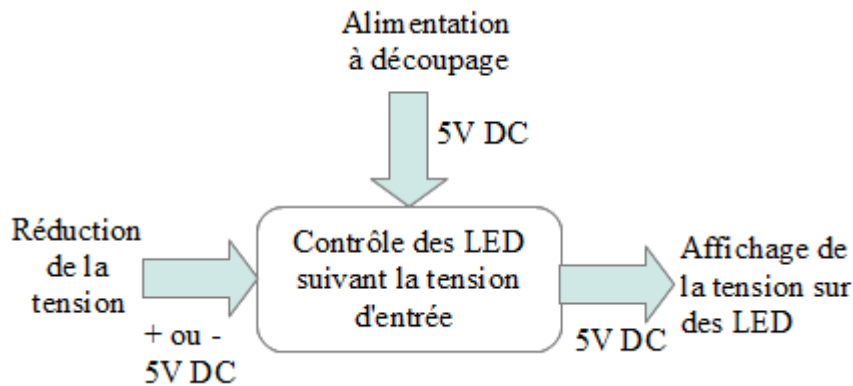 Alimentation
à découpage
5V DC
Réduction
de la
tension
+ ou -
5V DC
Contrôle des LED
suivant la tension
d'entrée
5V DC
Affichage de
la tension sur
des LED